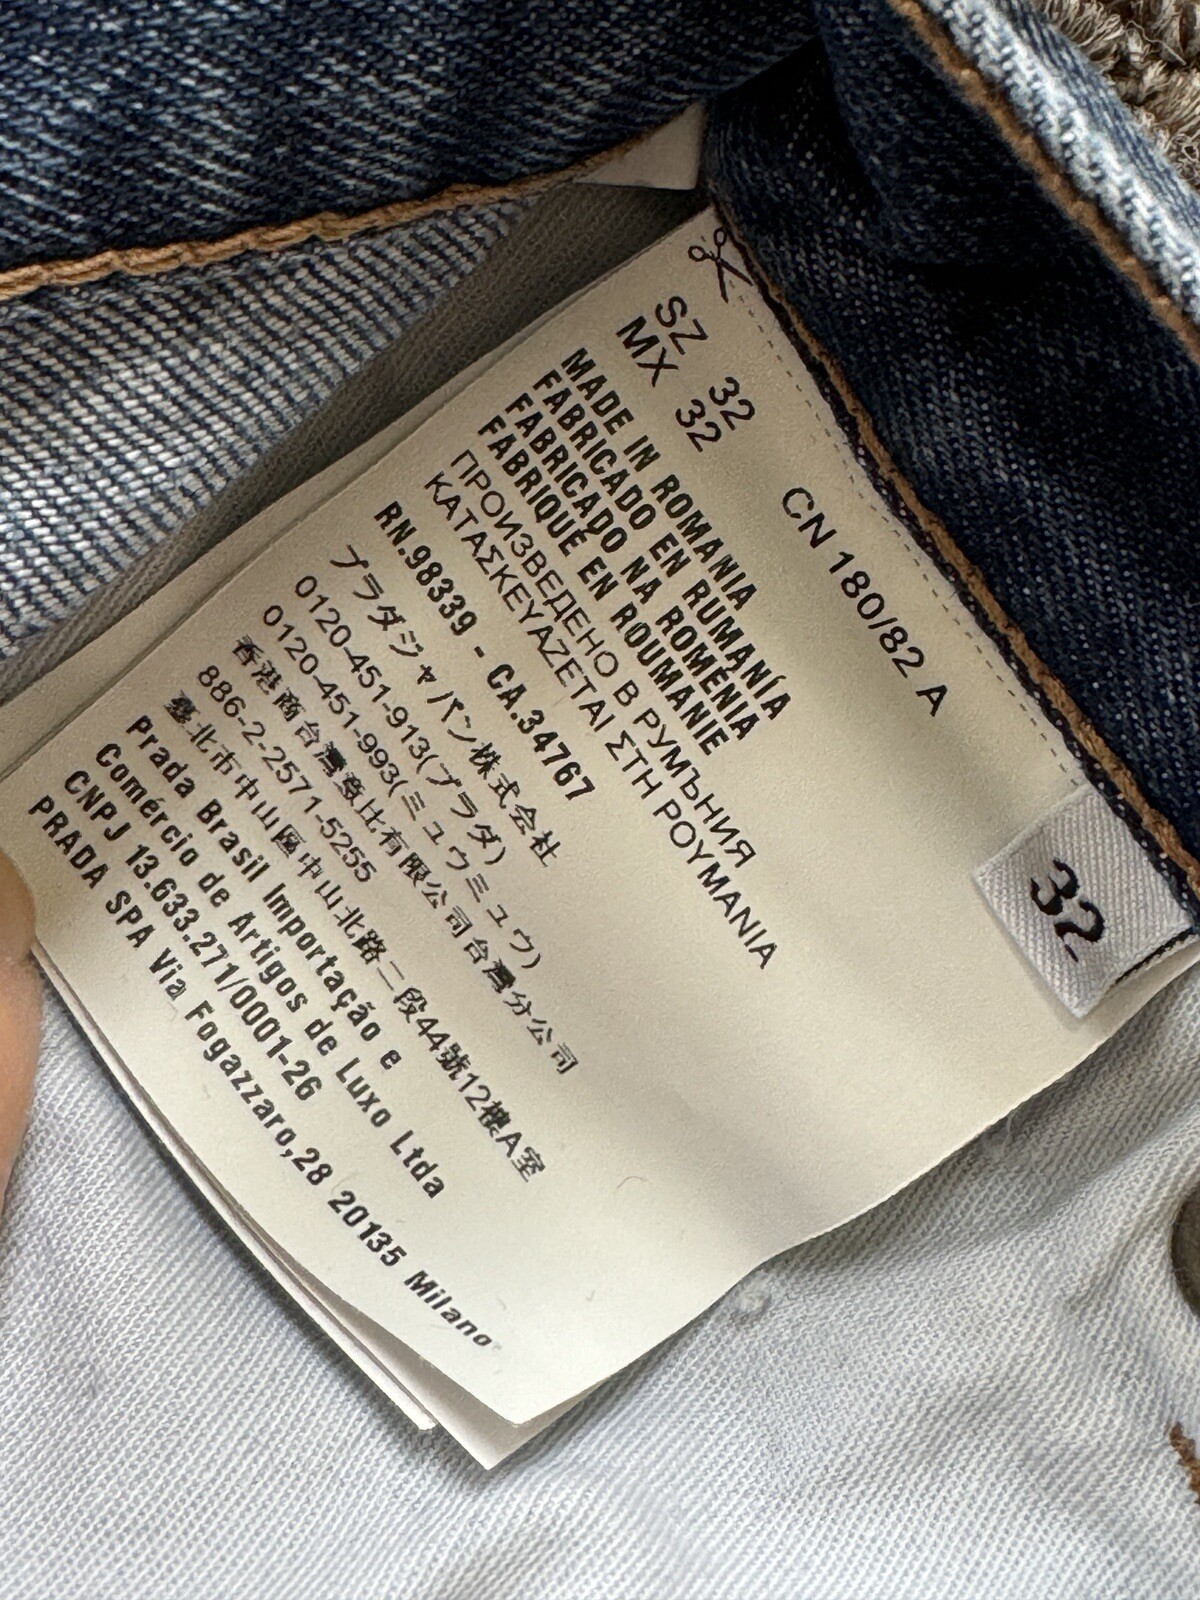 SZ 32
MX 32
CN 180/82 A
MADE IN ROMANIA
FABRICADO EN RUMANÍA
FABRICADO NA ROMÉNIA
FABRIQUÉ EN ROUMANIE
ПРОИЗВЕДЕНО В РУМЪНИЯ
ΚΑΤΑΣΚΕΥΑΖΕΤΑΙ ΣΤΗ ΡΟΥΜΑΝΙΑ
RN.98339 - CA.34767
プラダジャパン株式会社
0120-451-913(プラダ)
0120-451-993(ミュウミュウ)
香港商台灣登比有限公司台灣分公司
886-2-2571-5255
臺北市中山區中山北路二段44號12樓A室
Prada Brasil Importação e
Comércio de Artigos de Luxo Ltda
CNPJ 13.633.271/0001-26
PRADA SPA Via Fogazzaro,28 20135 Milano
32